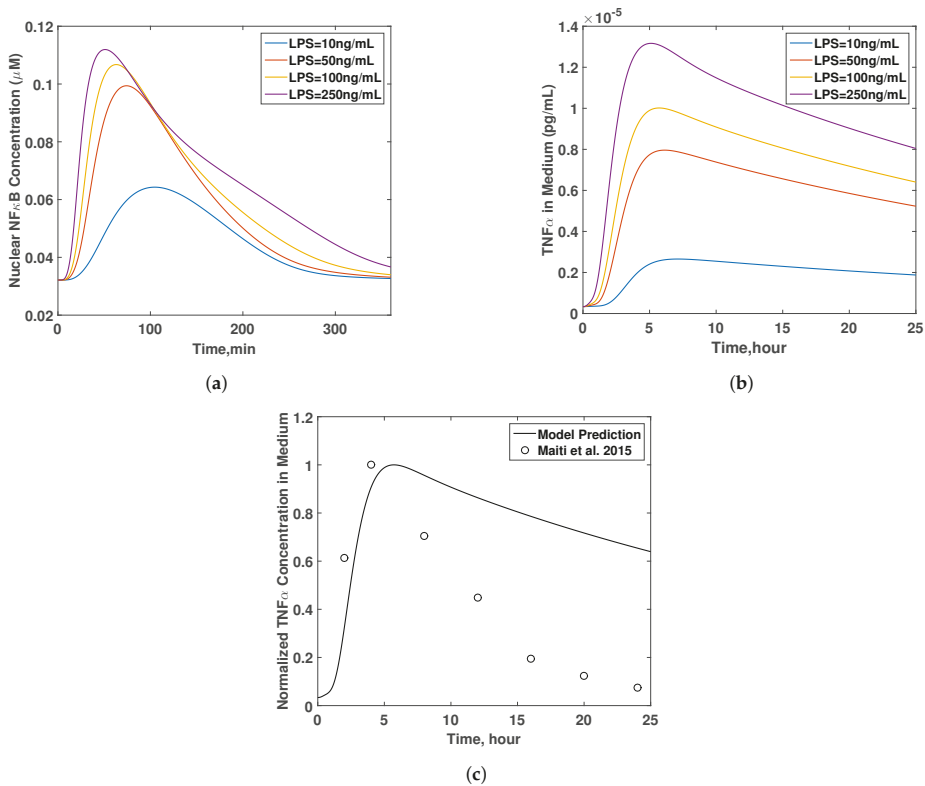 0.12
0.1
0.08
0.06
0.04
0.02
Nuclear NFκB Concentration (μM)
LPS=10ng/mL
LPS=50ng/mL
LPS=100ng/mL
LPS=250ng/mL
0 100 200 300
Time,min
(a)
×10⁻⁵
1.4
1.2
1
0.8
0.6
0.4
0.2
0
TNFα in Medium (pg/mL)
LPS=10ng/mL
LPS=50ng/mL
LPS=100ng/mL
LPS=250ng/mL
0 5 10 15 20 25
Time,hour
(b)
1.2
1
0.8
0.6
0.4
0.2
0
Normalized TNFα Concentration in Medium
Model Prediction
Maiti et al. 2015
0 5 10 15 20 25
Time, hour
(c)